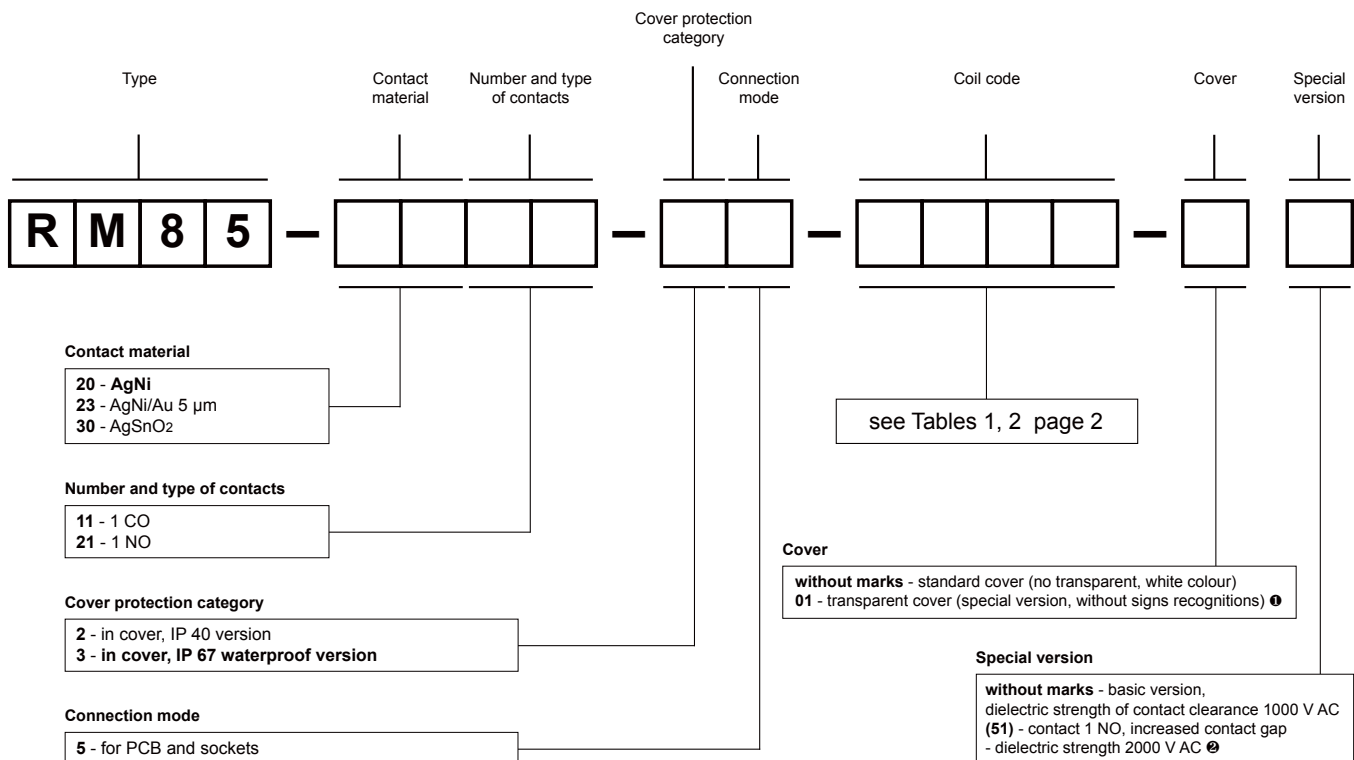 Cover protection
category
Type
Contact
material
Number and type
of contacts
Connection
mode
Coil code
Cover
Special
version
R M 8 5 – – – –
Contact material
20 - AgNi
23 - AgNi/Au 5 µm
30 - AgSnO2
see Tables 1, 2 page 2
Number and type of contacts
11 - 1 CO
21 - 1 NO
Cover
without marks - standard cover (no transparent, white colour)
01 - transparent cover (special version, without signs recognitions) ❶
Cover protection category
2 - in cover, IP 40 version
3 - in cover, IP 67 waterproof version
Special version
without marks - basic version,
dielectric strength of contact clearance 1000 V AC
(51) - contact 1 NO, increased contact gap
- dielectric strength 2000 V AC ❷
Connection mode
5 - for PCB and sockets